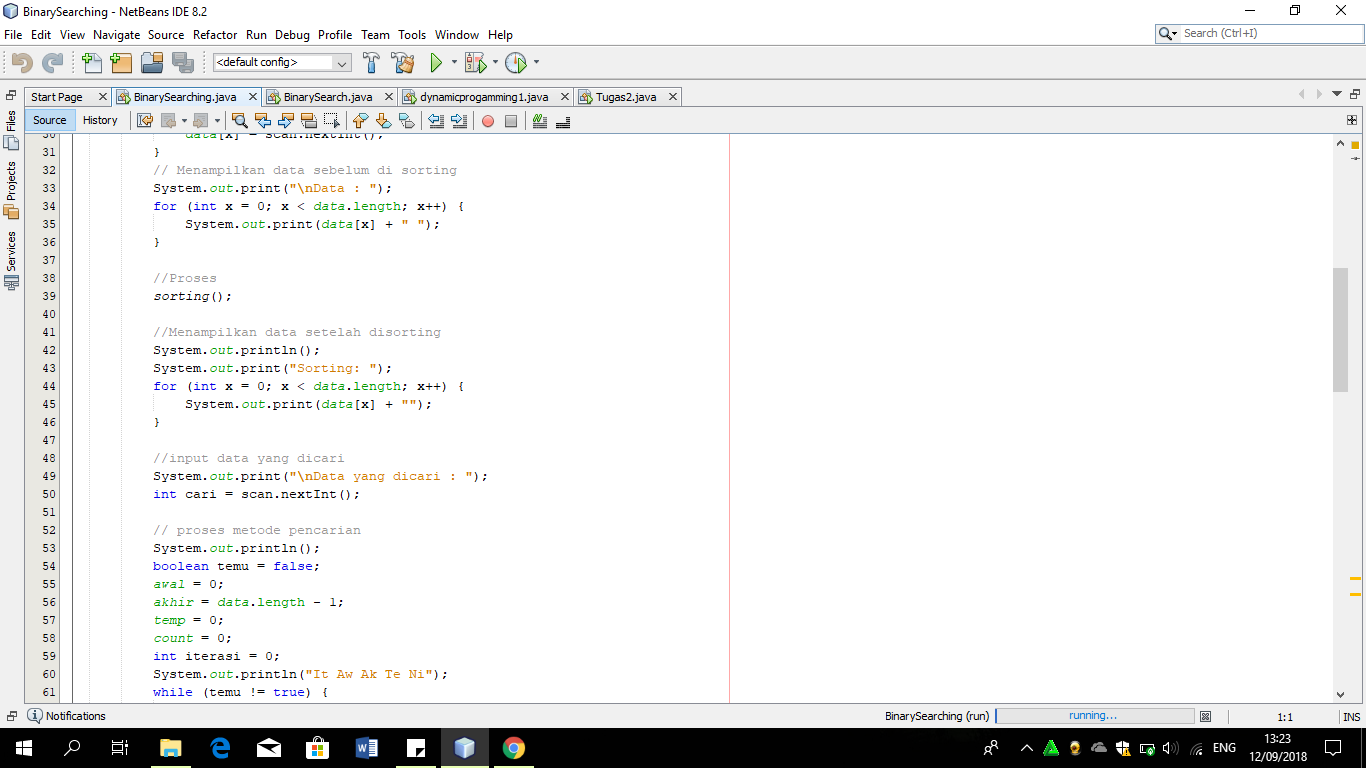 BinarySearching - NetBeans IDE 8.2
File Edit View Navigate Source Refactor Run Debug Profile Team Tools Window Help
Search (Ctrl+I)
<default config>
Start Page BinarySearching.java BinarySearch.java dynamicprogamming1.java Tugas2.java
Source History
Files
Projects
Services
30 data[x] = scan.nextInt();
31 }
32 // Menampilkan data sebelum di sorting
33 System.out.print("\nData : ");
34 for (int x = 0; x < data.length; x++) {
35 System.out.print(data[x] + " ");
36 }
37
38 //Proses
39 sorting();
40
41 //Menampilkan data setelah disorting
42 System.out.println();
43 System.out.print("Sorting: ");
44 for (int x = 0; x < data.length; x++) {
45 System.out.print(data[x] + "");
46 }
47
48 //input data yang dicari
49 System.out.print("\nData yang dicari : ");
50 int cari = scan.nextInt();
51
52 // proses metode pencarian
53 System.out.println();
54 boolean temu = false;
55 awal = 0;
56 akhir = data.length - 1;
57 temp = 0;
58 count = 0;
59 int iterasi = 0;
60 System.out.println("It Aw Ak Te Ni");
61 while (temu != true) {
Notifications
BinarySearching (run) running... 1:1 INS
ENG
13:23
12/09/2018